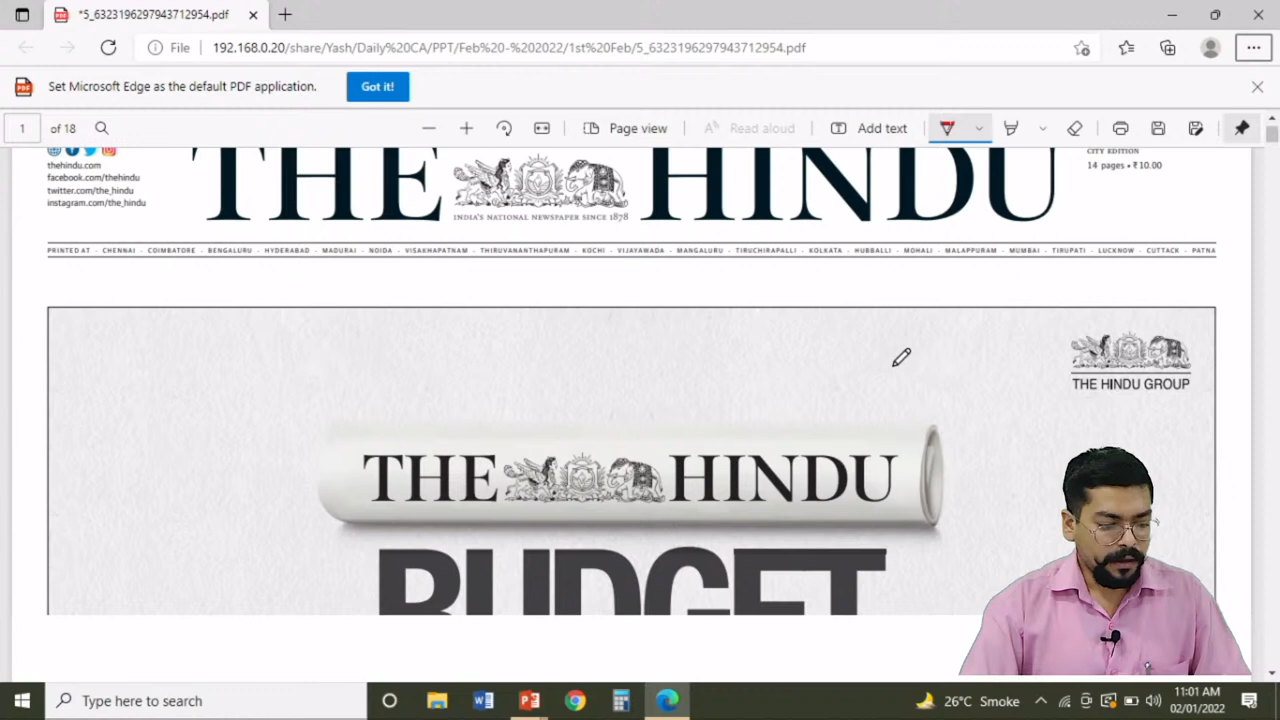 *5_6323196297943712954.pdf
File
192.168.0.20/share/Yash/Daily%20CA/PPT/Feb%20-%202022/1st%20Feb/5_6323196297943712954.pdf
Set Microsoft Edge as the default PDF application.
Got it!
1 of 18
Page view
Read aloud
Add text
thehindu.com
facebook.com/thehindu
twitter.com/the_hindu
instagram.com/the_hindu
THE HINDU
INDIA'S NATIONAL NEWSPAPER SINCE 1878
CITY EDITION
14 pages • ₹10.00
PRINTED AT - CHENNAI - COIMBATORE - BENGALURU - HYDERABAD - MADURAI - NOIDA - VISAKHAPATNAM - THIRUVANANTHAPURAM - KOCHI - VIJAYAWADA - MANGALURU - TIRUCHIRAPALLI - KOLKATA - HUBBALLI - MOHALI - MALAPPURAM - MUMBAI - TIRUPATI - LUCKNOW - CUTTACK - PATNA
THE HINDU GROUP
THE HINDU
BUDGET
Type here to search
26°C Smoke
11:01 AM
02/01/2022